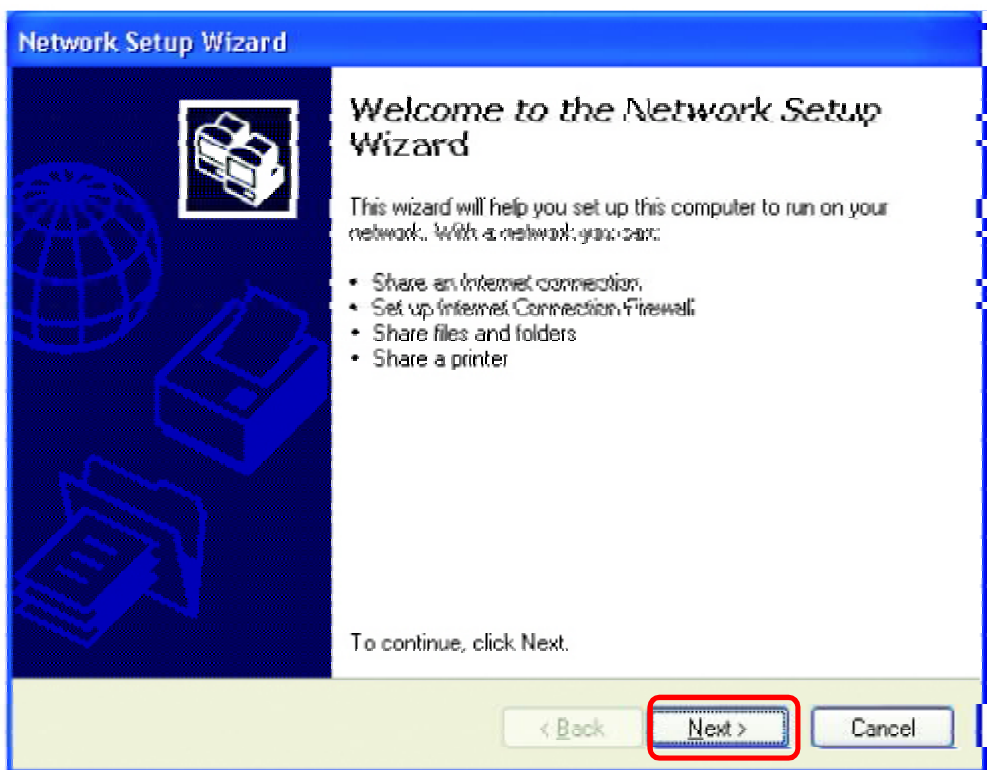 Network Setup Wizard
Welcome to the Network Setup
Wizard
This wizard will help you set up this computer to run on your
network. With a network you can:
• Share an Internet connection
• Set up Internet Connection Firewall
• Share files and folders
• Share a printer
To continue, click Next.
< Back Next > Cancel